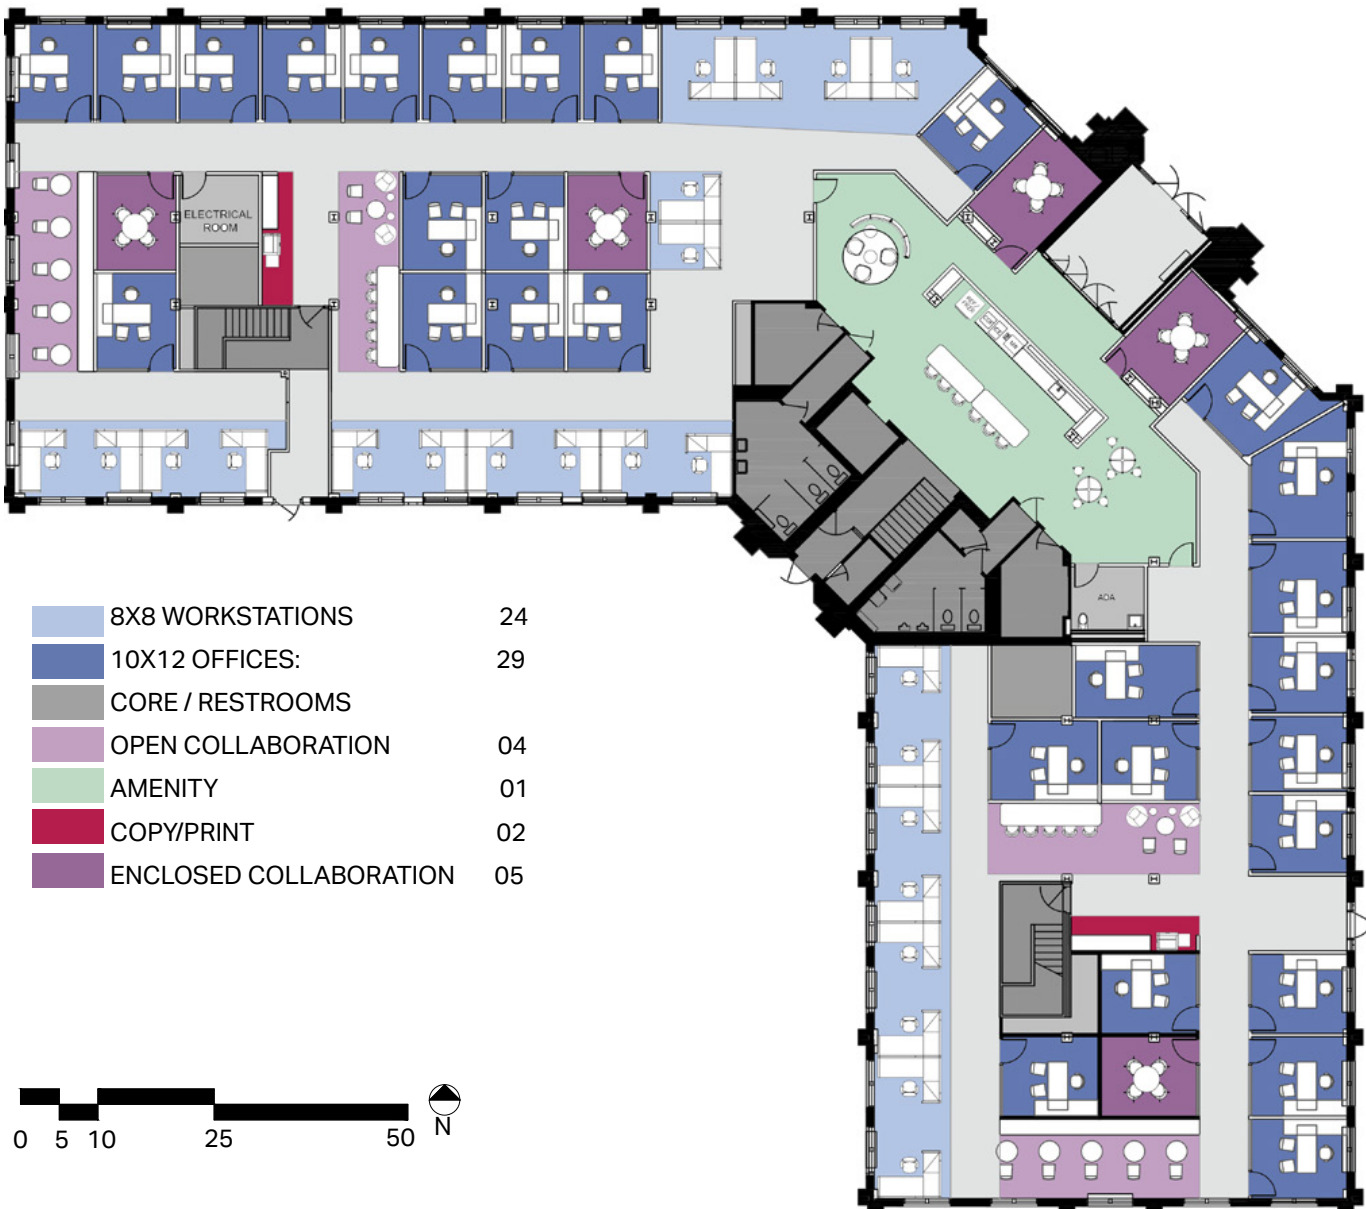 ELECTRICAL
ROOM
ADA
8X8 WORKSTATIONS 24
10X12 OFFICES: 29
CORE / RESTROOMS
OPEN COLLABORATION 04
AMENITY 01
COPY/PRINT 02
ENCLOSED COLLABORATION 05
0 5 10 25 50 N